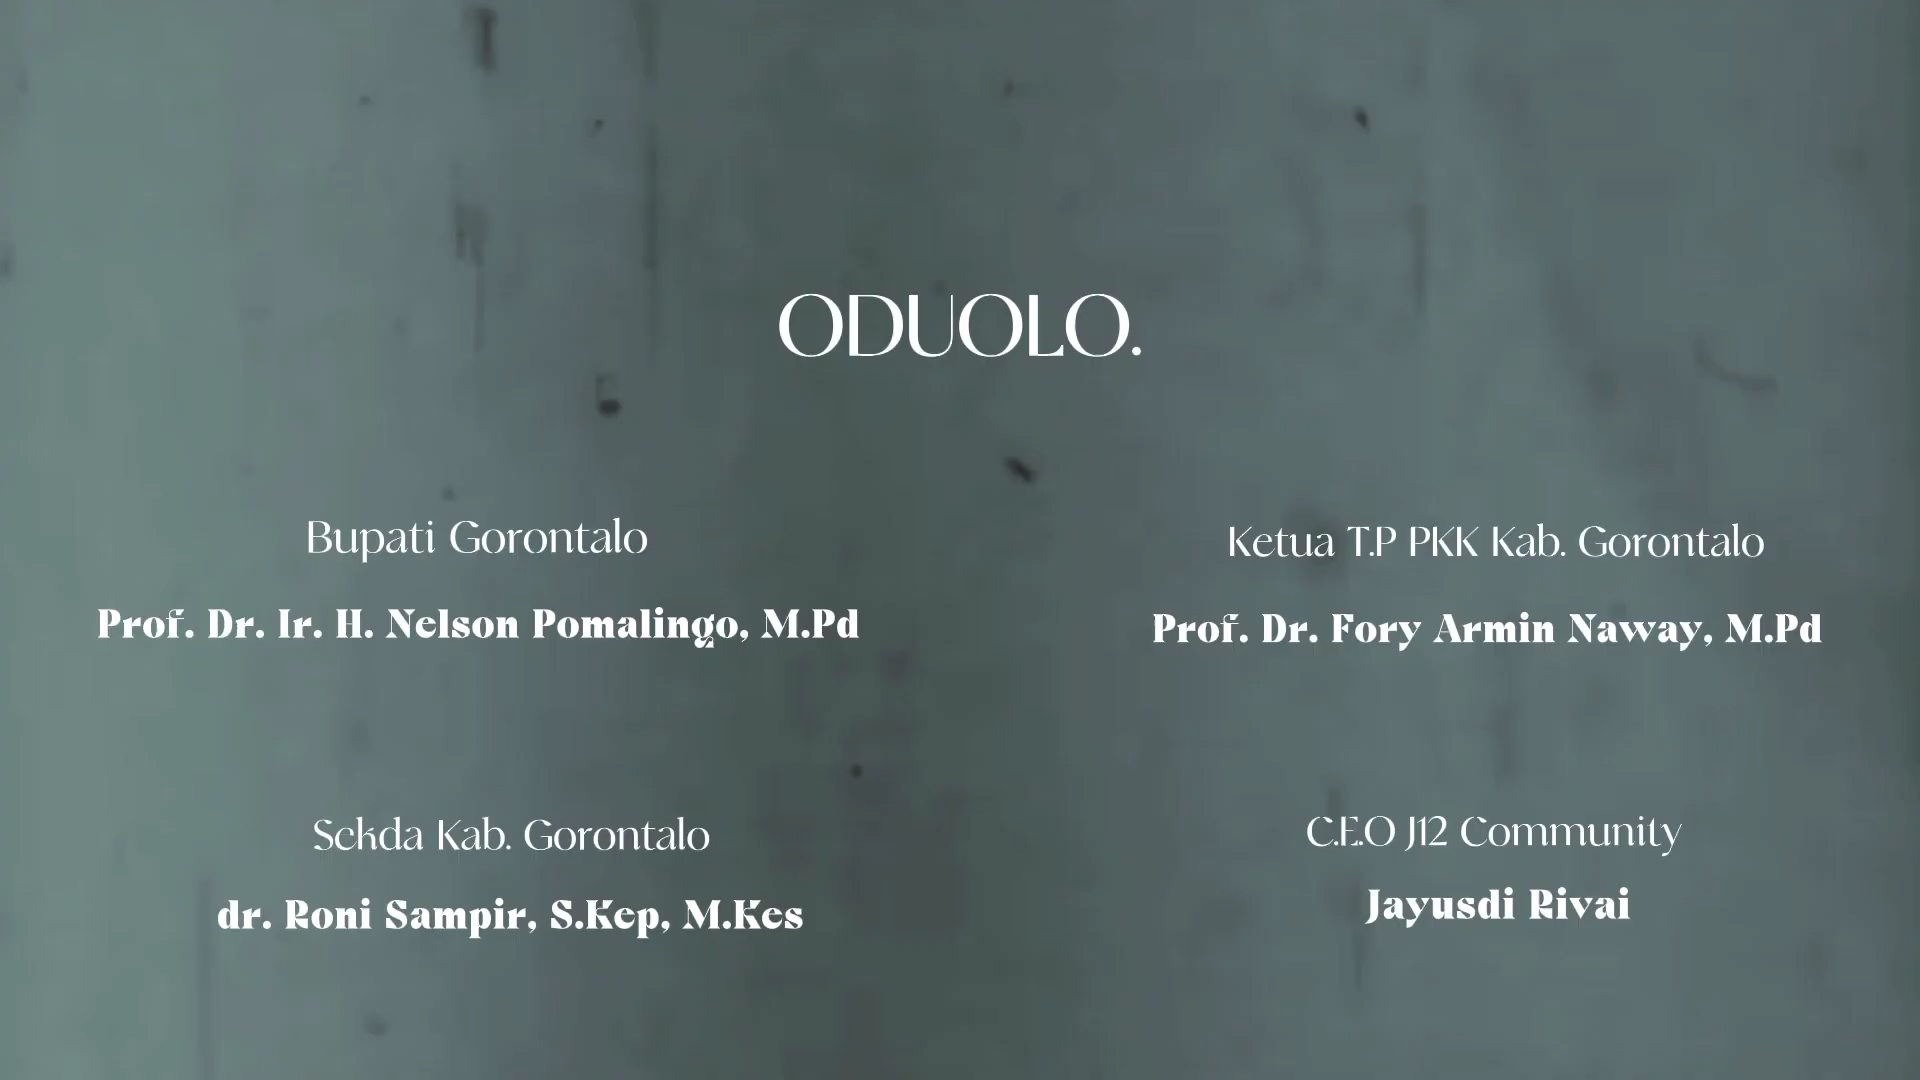 ODUOLO.
Bupati Gorontalo
Prof. Dr. Ir. H. Nelson Pomalingo, M.Pd
Ketua T.P PKK Kab. Gorontalo
Prof. Dr. Fory Armin Naway, M.Pd
Sekda Kab. Gorontalo
dr. Roni Sampir, S.Kep, M.Kes
C.E.O J12 Community
Jayusdi Rivai